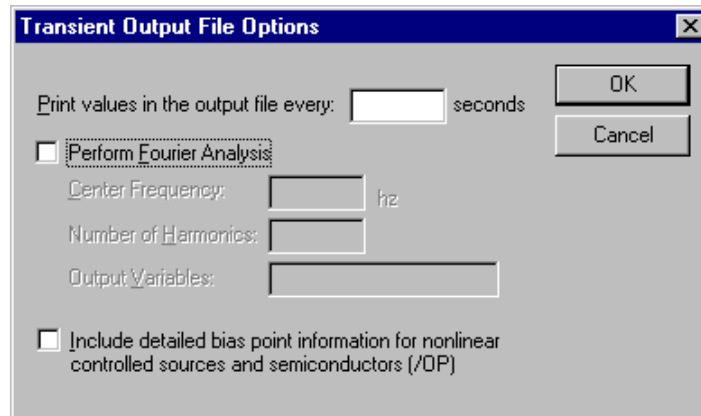 Transient Output File Options
OK
Print values in the output file every: seconds
Cancel
Perform Fourier Analysis
Center Frequency: hz
Number of Harmonics:
Output Variables:
Include detailed bias point information for nonlinear
controlled sources and semiconductors (/OP)